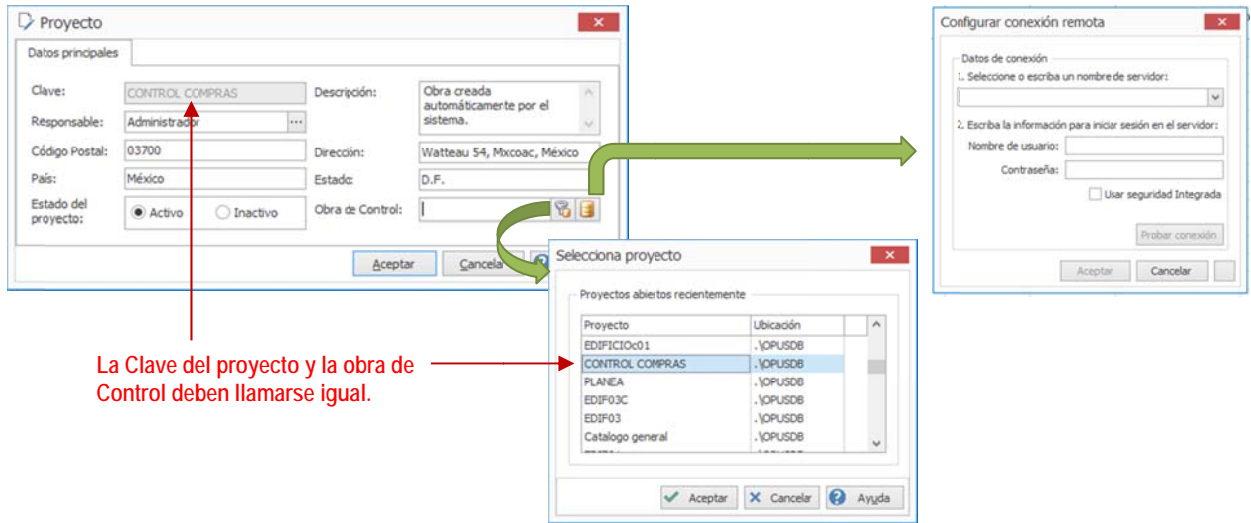 Proyecto
Datos principales
Clave: CONTROL COMPRAS Descripción: Obra creada automáticamente por el sistema.
Responsable: Administrador ...
Código Postal: 03700 Dirección: Watteau 54, Mxcoac, México
País: México Estado: D.F.
Estado del proyecto: Activo Inactivo Obra de Control:
Aceptar Cancelar
Configurar conexión remota
Datos de conexión
1. Seleccione o escriba un nombre de servidor:
2. Escriba la información para iniciar sesión en el servidor:
Nombre de usuario:
Contraseña:
Usar seguridad Integrada
Probar conexión
Aceptar Cancelar
Selecciona proyecto
Proyectos abiertos recientemente
Proyecto Ubicación
EDIFICIOc01 .\OPUSDB
CONTROL COMPRAS .\OPUSDB
PLANEA .\OPUSDB
EDIF03C .\OPUSDB
EDIF03 .\OPUSDB
Catalogo general .\OPUSDB
Aceptar Cancelar Ayuda
La Clave del proyecto y la obra de
Control deben llamarse igual.